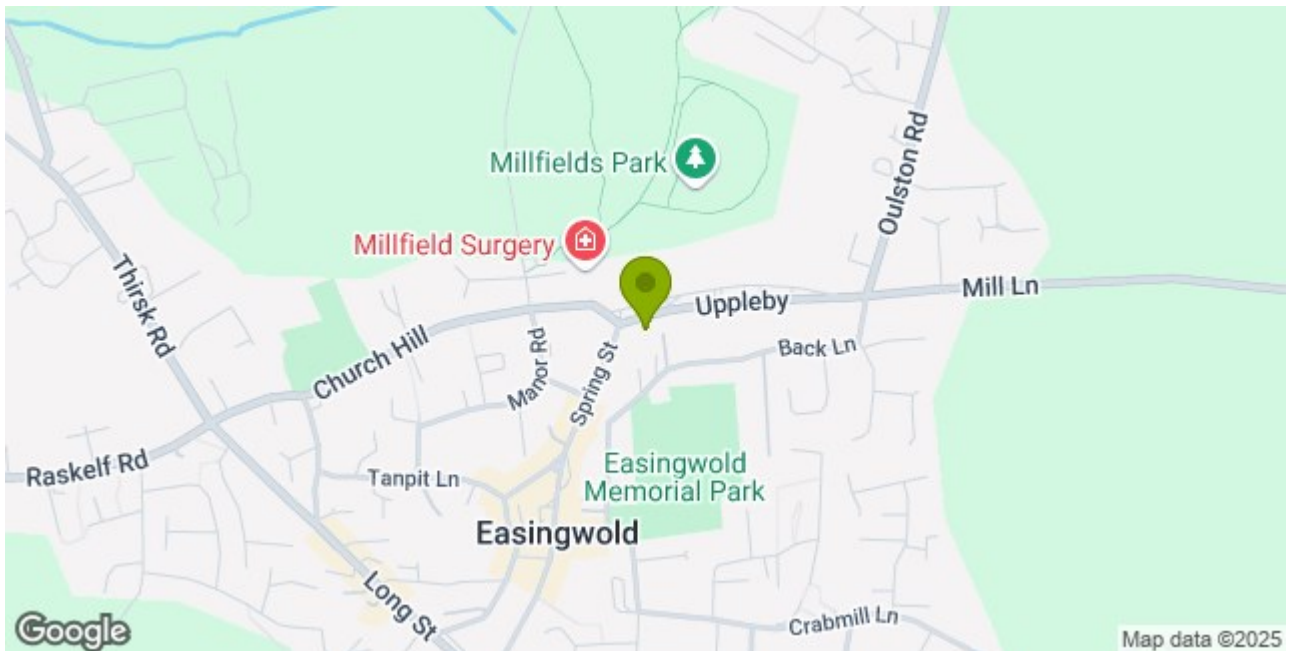 Millfields Park
Oulston Rd
Millfield Surgery
Thirsk Rd
Uppleby
Mill Ln
Church Hill
Manor Rd
Spring St
Back Ln
Raskelf Rd
Tanpit Ln
Easingwold
Memorial Park
Easingwold
Long St
Crabmill Ln
Google
Map data ©2025